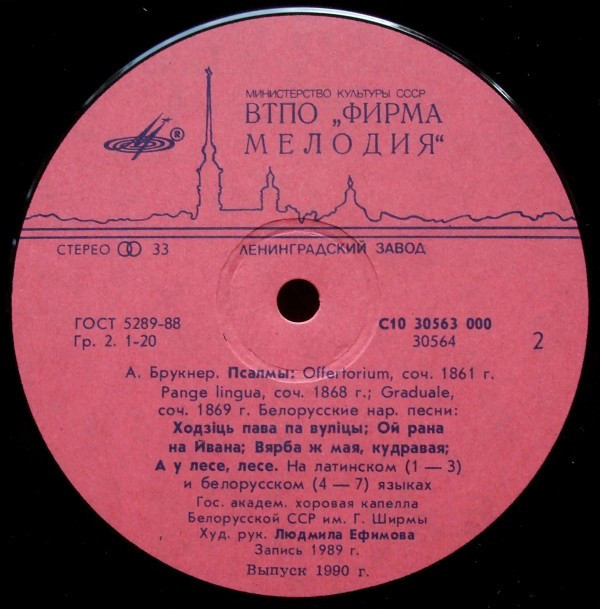 МИНИСТЕРСТВО КУЛЬТУРЫ СССР
ВТПО „ФИРМА
МЕЛОДИЯ“
®
СТЕРЕО 33
ЛЕНИНГРАДСКИЙ ЗАВОД
ГОСТ 5289-88
Гр. 2. 1-20
С10 30563 000
30564
2
А. Брукнер. Псалмы: Offertorium, соч. 1861 г.
Pange lingua, соч. 1868 г.; Graduale,
соч. 1869 г. Белорусские нар. песни:
Ходзіць пава па вуліцы; Ой рана
на Йвана; Вярба ж мая, кудравая;
А у лесе, лесе. На латинском (1 — 3)
и белорусском (4 — 7) языках
Гос. академ. хоровая капелла
Белорусской ССР им. Г. Ширмы
Худ. рук. Людмила Ефимова
Запись 1989 г.
Выпуск 1990 г.